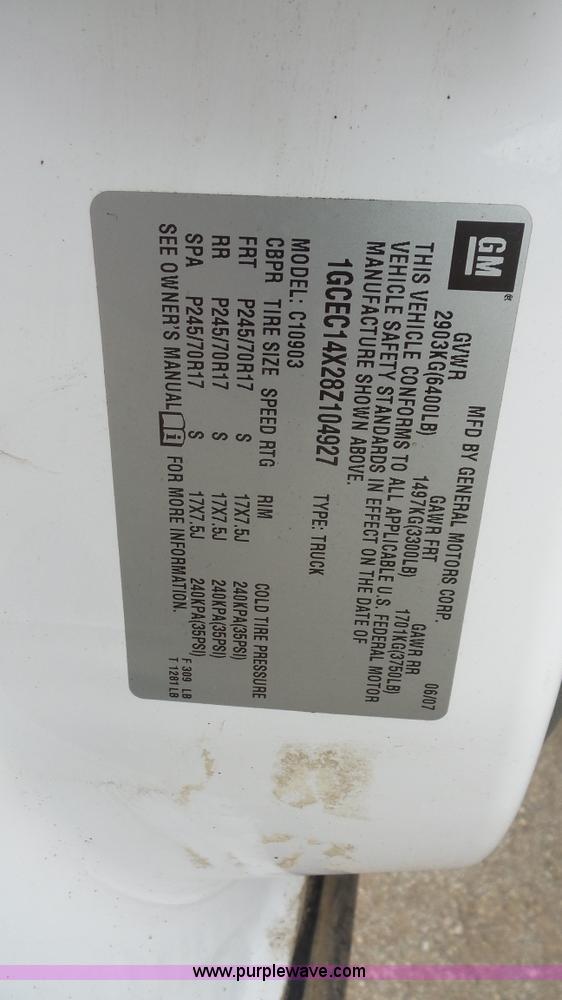 GM®
MFD BY GENERAL MOTORS CORP. 06/07
GVWR GAWR FRT GAWR RR
2903KG(6400LB) 1497KG(3300LB) 1701KG(3750LB)
THIS VEHICLE CONFORMS TO ALL APPLICABLE U.S. FEDERAL MOTOR
VEHICLE SAFETY STANDARDS IN EFFECT ON THE DATE OF
MANUFACTURE SHOWN ABOVE.
1GCEC14X28Z104927 TYPE: TRUCK
MODEL: C10903
CBPR TIRE SIZE SPEED RTG RIM COLD TIRE PRESSURE
FRT P245/70R17 S 17X7.5J 240KPA(35PSI)
RR P245/70R17 S 17X7.5J 240KPA(35PSI)
SPA P245/70R17 S 17X7.5J 240KPA(35PSI)
SEE OWNER'S MANUAL FOR MORE INFORMATION.
F 309 LB
T 1281 LB
www.purplewave.com